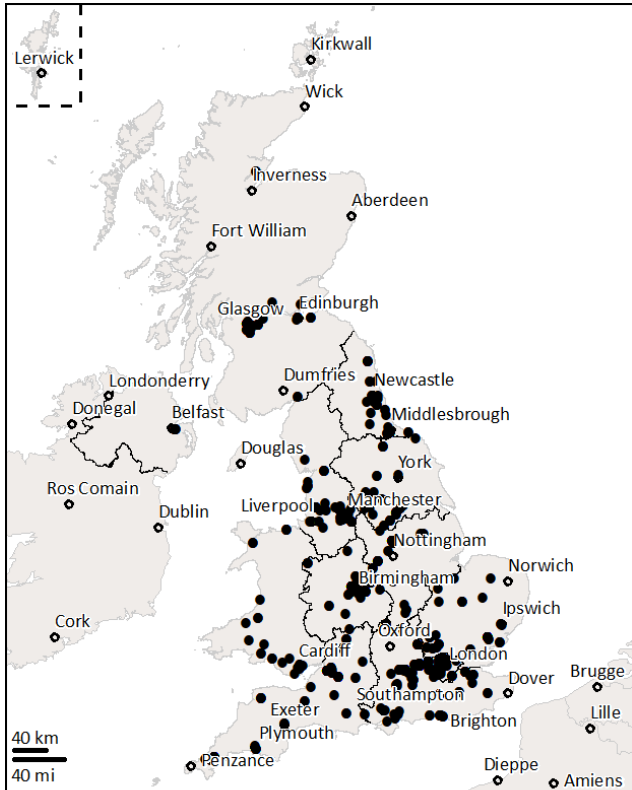 Kirkwall
Lerwick
Wick
Inverness
Aberdeen
Fort William
Glasgow
Edinburgh
Dumfries
Newcastle
Londonderry
Donegal
Belfast
Middlesbrough
Douglas
York
Ros Comain
Liverpool
Manchester
Dublin
Nottingham
Birmingham
Norwich
Ipswich
Cork
Oxford
Cardiff
London
Dover
Brugge
Southampton
Exeter
Brighton
Lille
Plymouth
40 km
Penzance
40 mi
Dieppe
Amiens